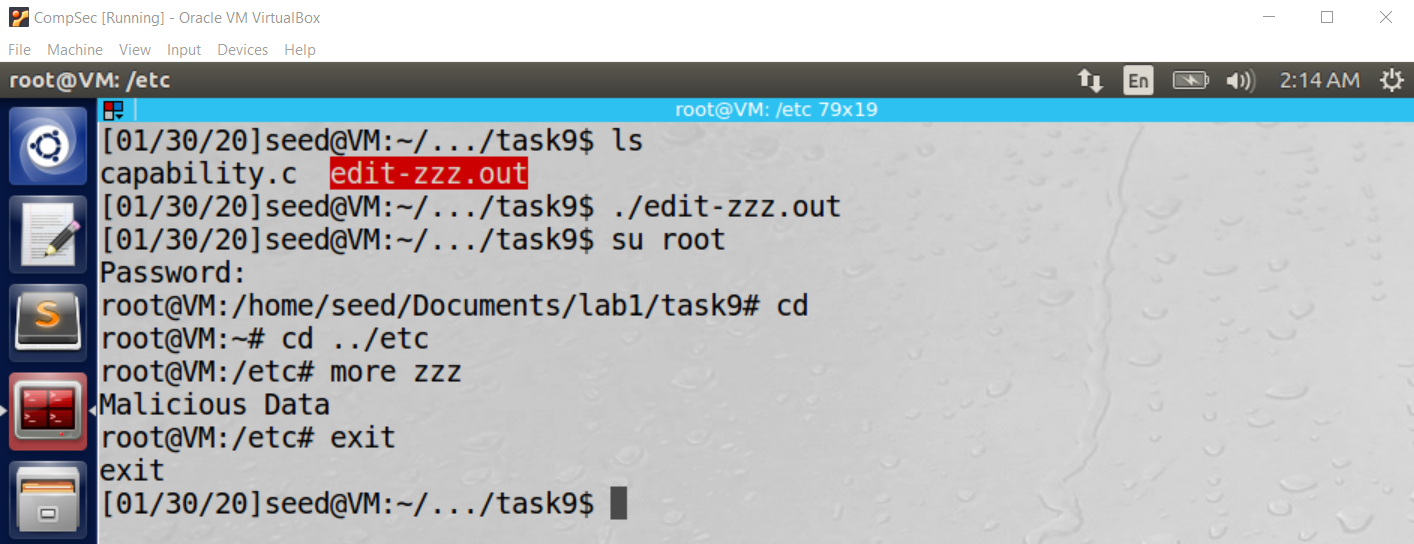 CompSec [Running] - Oracle VM VirtualBox
File Machine View Input Devices Help
root@VM: /etc
En
2:14 AM
root@VM: /etc 79x19
[01/30/20]seed@VM:~/.../task9$ ls
capability.c  edit-zzz.out
[01/30/20]seed@VM:~/.../task9$ ./edit-zzz.out
[01/30/20]seed@VM:~/.../task9$ su root
Password:
root@VM:/home/seed/Documents/lab1/task9# cd
root@VM:~# cd ../etc
root@VM:/etc# more zzz
Malicious Data
root@VM:/etc# exit
exit
[01/30/20]seed@VM:~/.../task9$